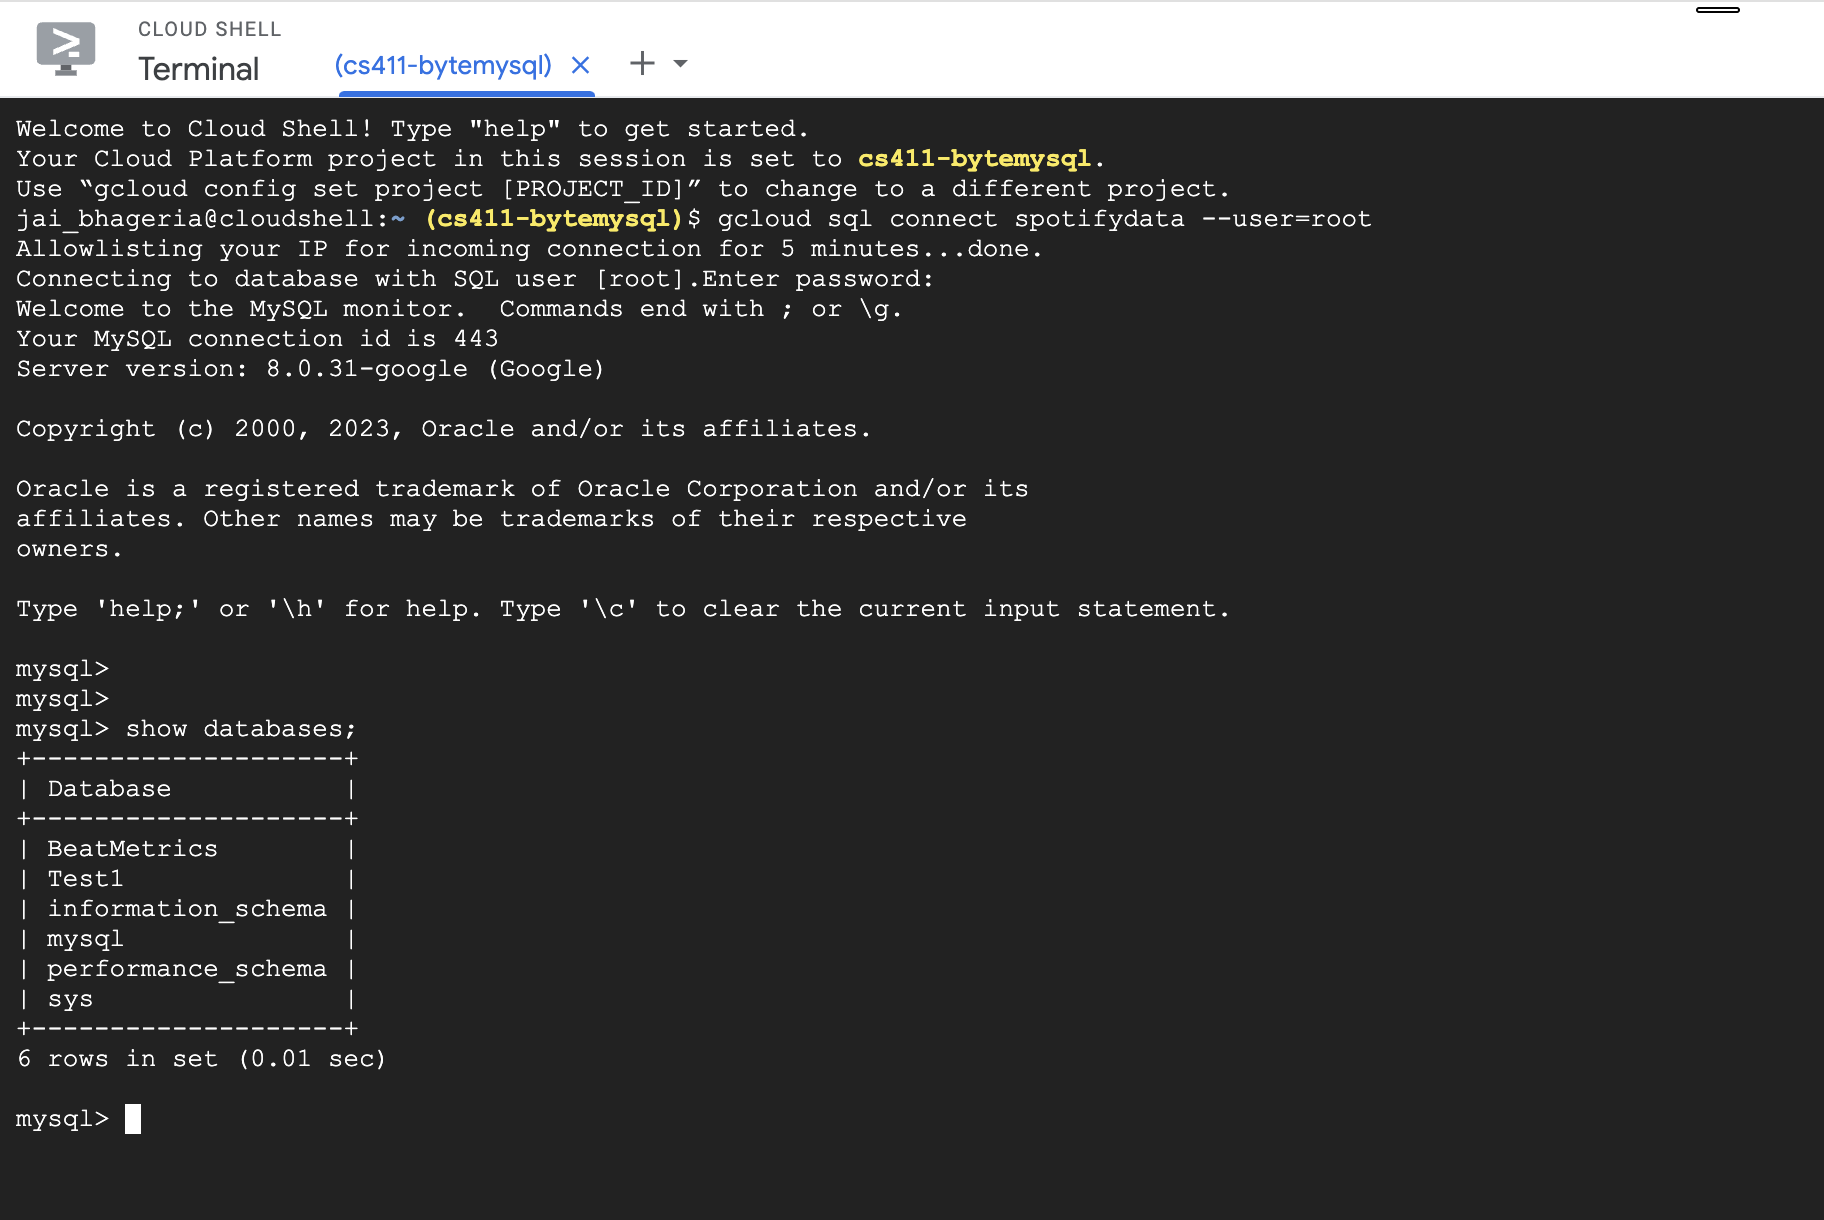 CLOUD SHELL
Terminal
(cs411-bytemysql)
Welcome to Cloud Shell! Type "help" to get started.
Your Cloud Platform project in this session is set to cs411-bytemysql.
Use “gcloud config set project [PROJECT_ID]” to change to a different project.
jai_bhageria@cloudshell:~ (cs411-bytemysql)$ gcloud sql connect spotifydata --user=root
Allowlisting your IP for incoming connection for 5 minutes...done.
Connecting to database with SQL user [root].Enter password:
Welcome to the MySQL monitor.  Commands end with ; or \g.
Your MySQL connection id is 443
Server version: 8.0.31-google (Google)

Copyright (c) 2000, 2023, Oracle and/or its affiliates.

Oracle is a registered trademark of Oracle Corporation and/or its
affiliates. Other names may be trademarks of their respective
owners.

Type 'help;' or '\h' for help. Type '\c' to clear the current input statement.

mysql>
mysql>
mysql> show databases;
+--------------------+
| Database           |
+--------------------+
| BeatMetrics        |
| Test1              |
| information_schema |
| mysql              |
| performance_schema |
| sys                |
+--------------------+
6 rows in set (0.01 sec)

mysql>